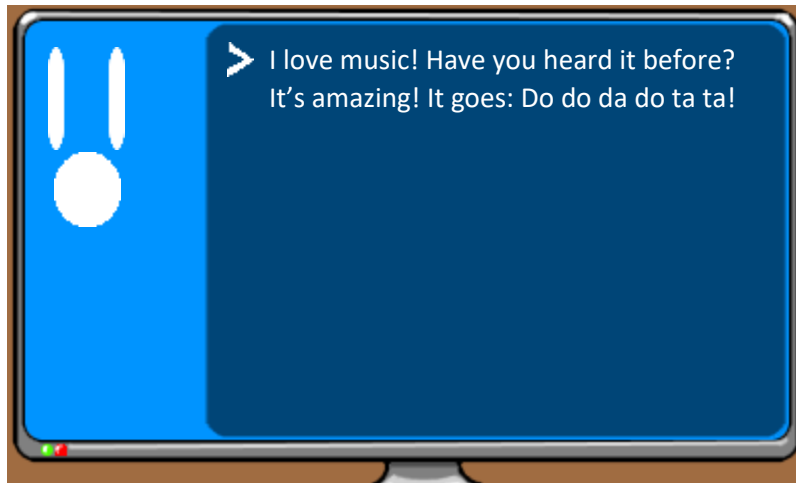 I love music! Have you heard it before?
It’s amazing! It goes: Do do da do ta ta!